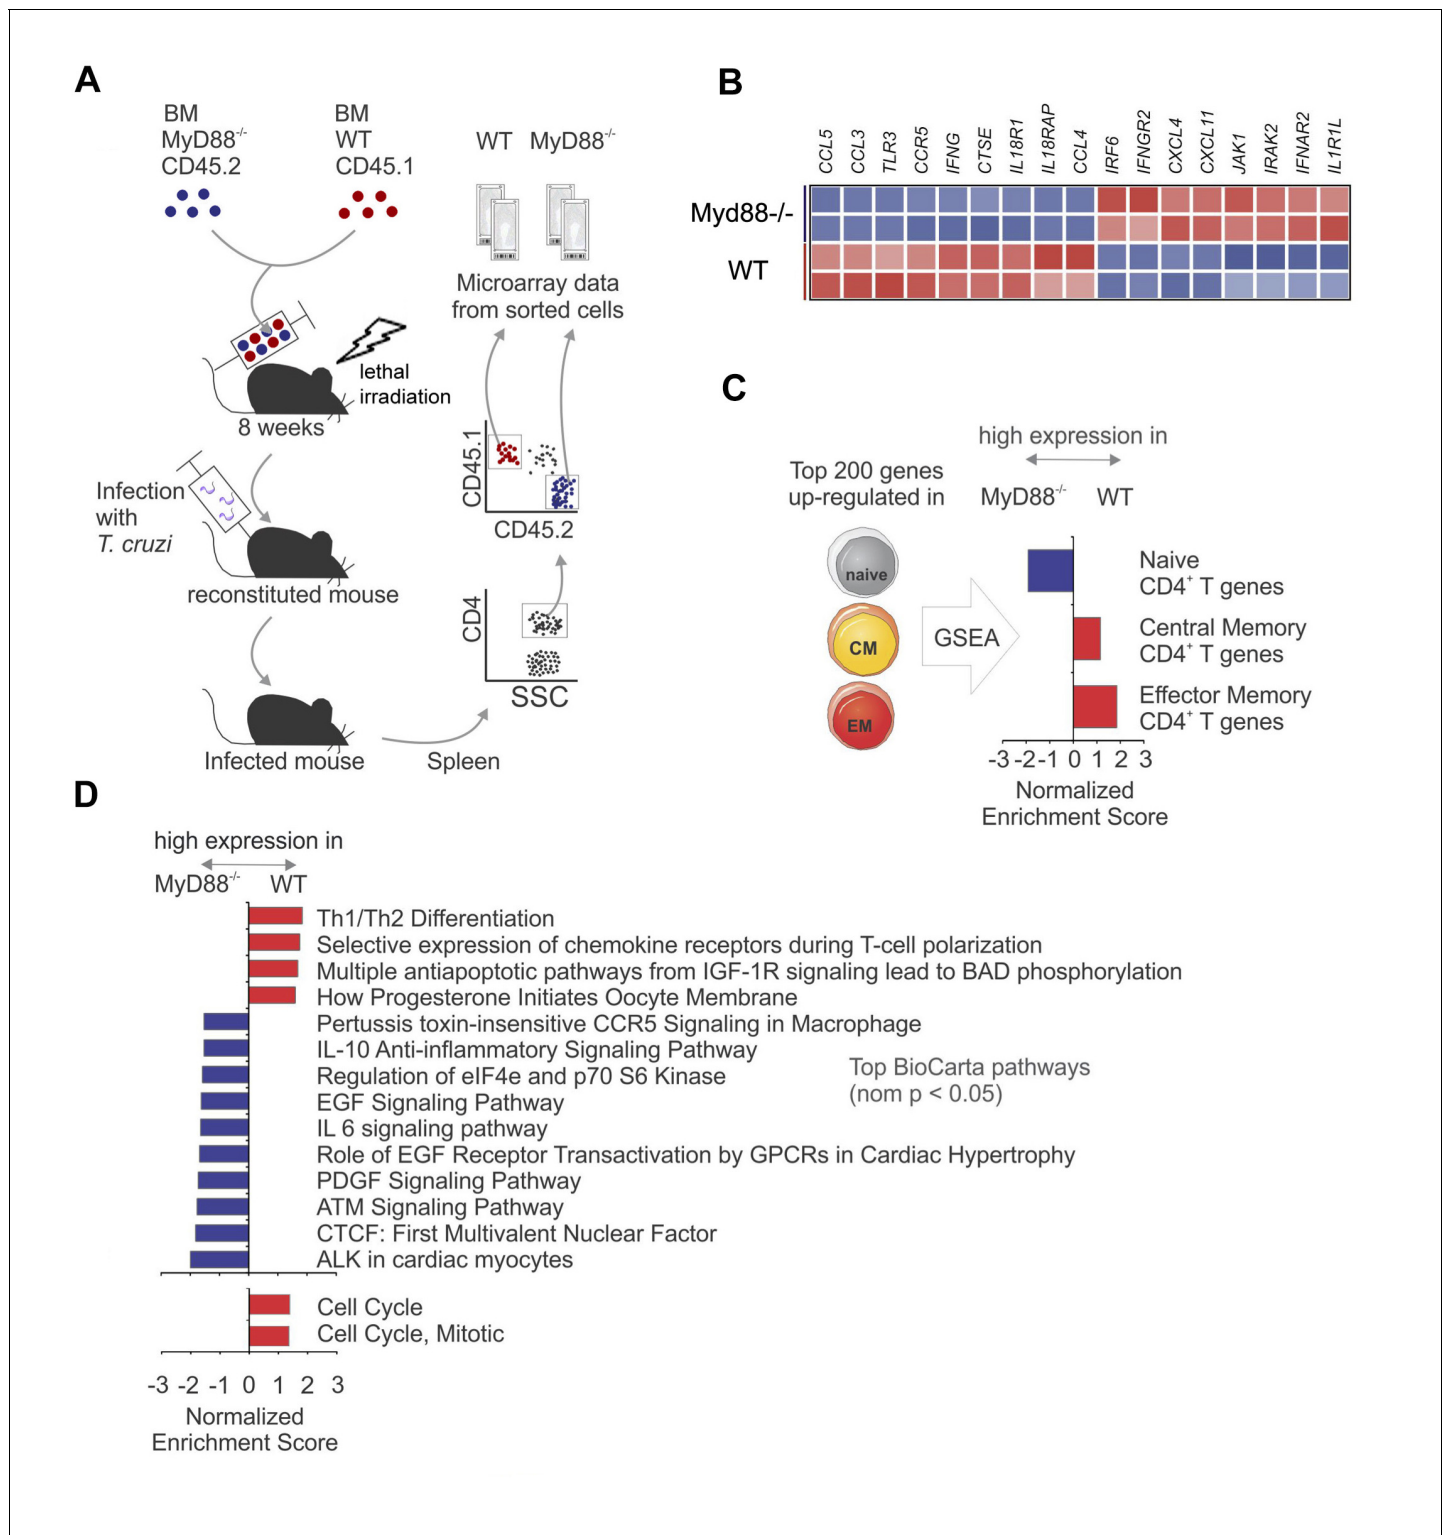 A
BM
MyD88-/-
CD45.2
BM
WT
CD45.1
WT MyD88-/-
Microarray data
from sorted cells
lethal
irradiation
8 weeks
Infection
with
T. cruzi
reconstituted mouse
Infected mouse
Spleen
CD45.1
CD45.2
CD4
SSC
B
CCL5 CCL3 TLR3 CCR5 IFNG CTSE IL18R1 IL18RAP CCL4 IRF6 IFNGR2 CXCL4 CXCL11 JAK1 IRAK2 IFNAR2 IL1R1L
Myd88-/-
WT
C
high expression in
MyD88-/- WT
Top 200 genes
up-regulated in
naive
CM
EM
GSEA
Naive
CD4+ T genes
Central Memory
CD4+ T genes
Effector Memory
CD4+ T genes
-3 -2 -1 0 1 2 3
Normalized
Enrichment Score
D
high expression in
MyD88-/- WT
Th1/Th2 Differentiation
Selective expression of chemokine receptors during T-cell polarization
Multiple antiapoptotic pathways from IGF-1R signaling lead to BAD phosphorylation
How Progesterone Initiates Oocyte Membrane
Pertussis toxin-insensitive CCR5 Signaling in Macrophage
IL-10 Anti-inflammatory Signaling Pathway
Regulation of eIF4e and p70 S6 Kinase
EGF Signaling Pathway
IL 6 signaling pathway
Role of EGF Receptor Transactivation by GPCRs in Cardiac Hypertrophy
PDGF Signaling Pathway
ATM Signaling Pathway
CTCF: First Multivalent Nuclear Factor
ALK in cardiac myocytes
Top BioCarta pathways
(nom p < 0.05)
Cell Cycle
Cell Cycle, Mitotic
-3 -2 -1 0 1 2 3
Normalized
Enrichment Score